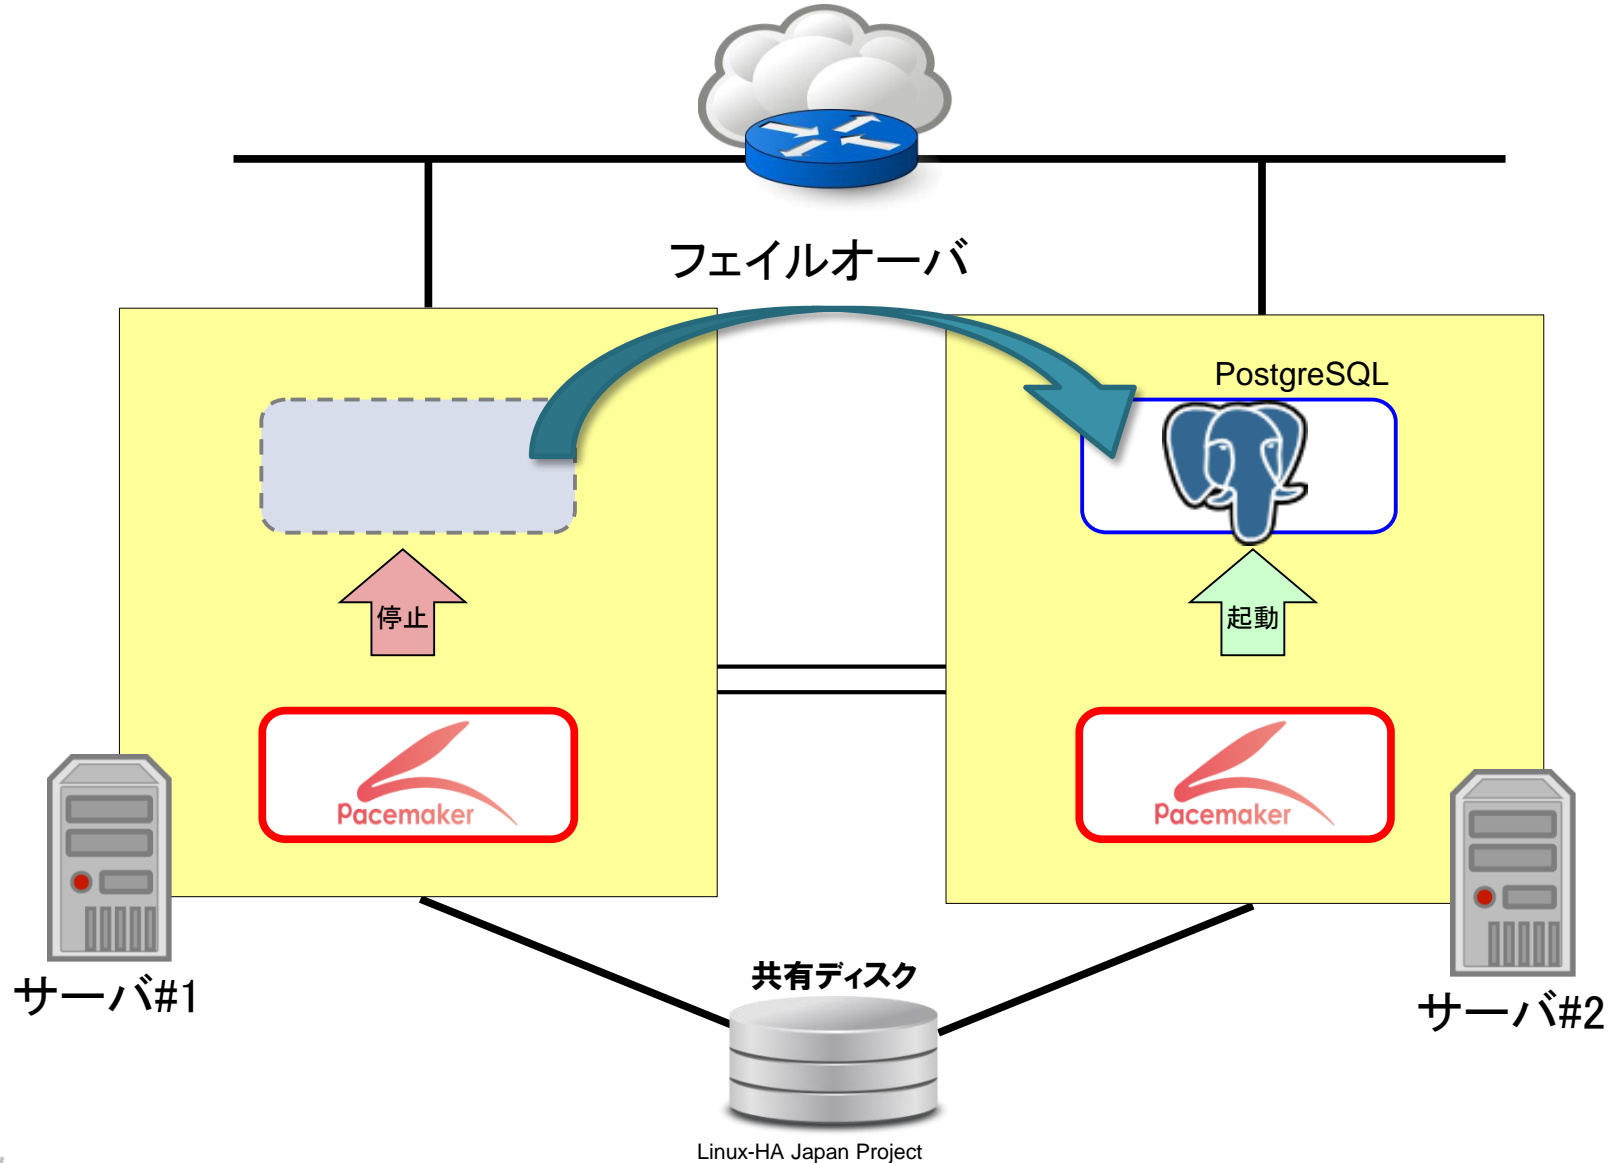 フェイルオーバ
PostgreSQL
停止
起動
Pacemaker
Pacemaker
サーバ#1
共有ディスク
サーバ#2
Linux-HA Japan Project